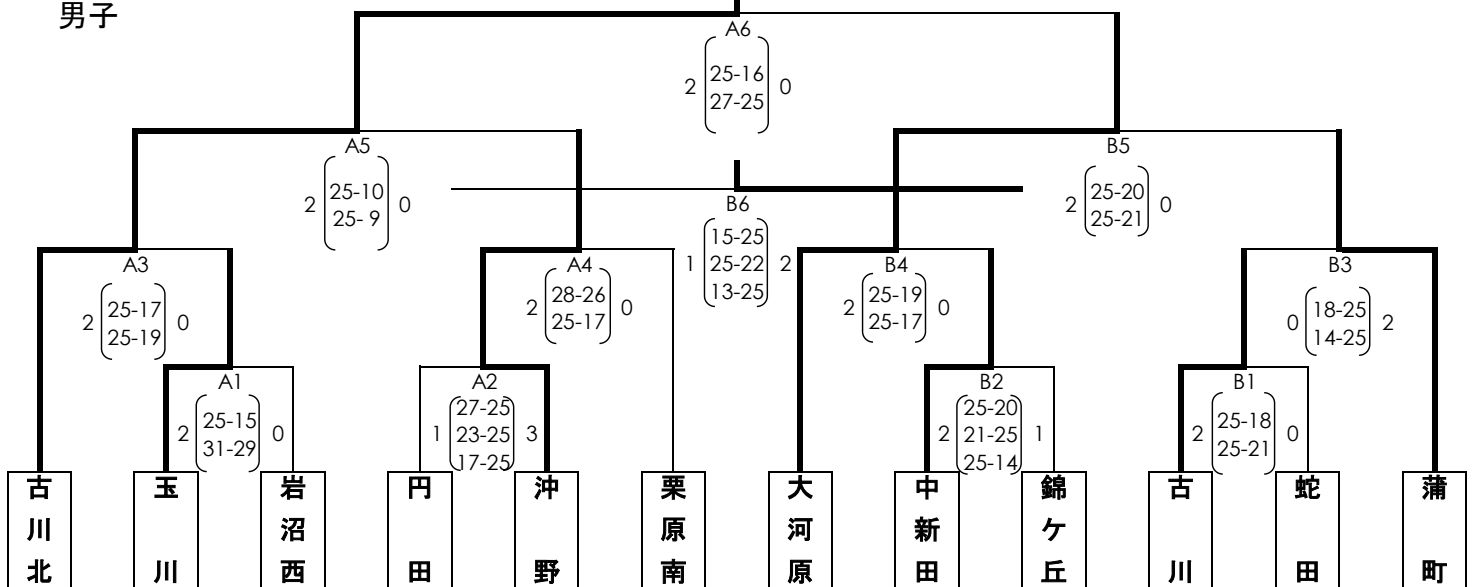 男子
A6
2 25-16 0
27-25
A5
2 25-10 0
25- 9
B5
2 25-20 0
25-21
B6
15-25
1 25-22 2
13-25
A3
2 25-17 0
25-19
A4
2 28-26 0
25-17
B4
2 25-19 0
25-17
B3
0 18-25 2
14-25
A1
2 25-15 0
31-29
A2
27-25
1 23-25 3
17-25
B2
25-20
2 21-25 1
25-14
B1
2 25-18 0
25-21
古川北
玉川
岩沼西
円田
沖野
栗原南
大河原
中新田
錦ケ丘
古川
蛇田
蒲町